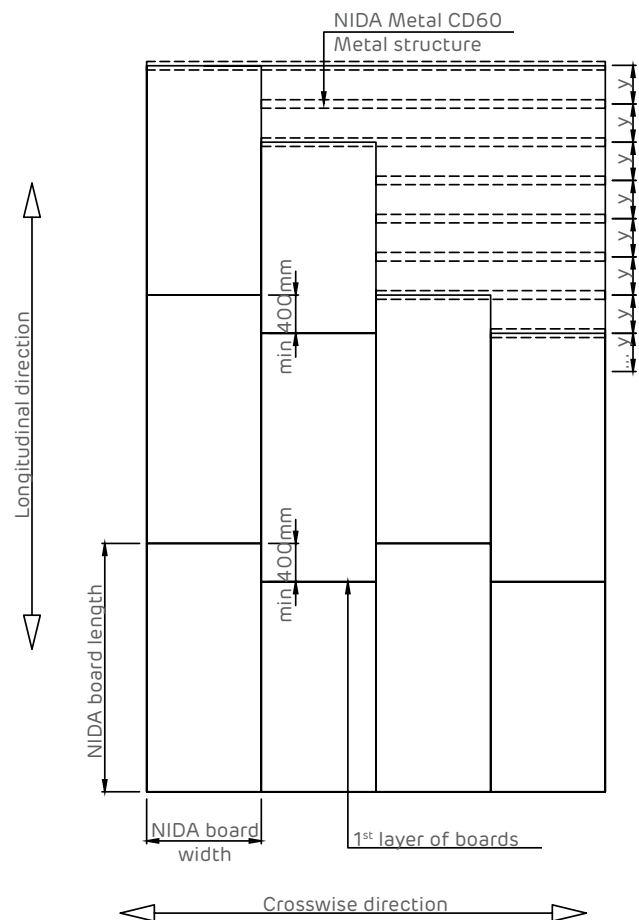 NIDA Metal CD60
Metal structure
y
y
y
y
y
y
y
... y
min 400mm
Longitudinal direction
min 400mm
NIDA board length
NIDA board
width
1st layer of boards
Crosswise direction